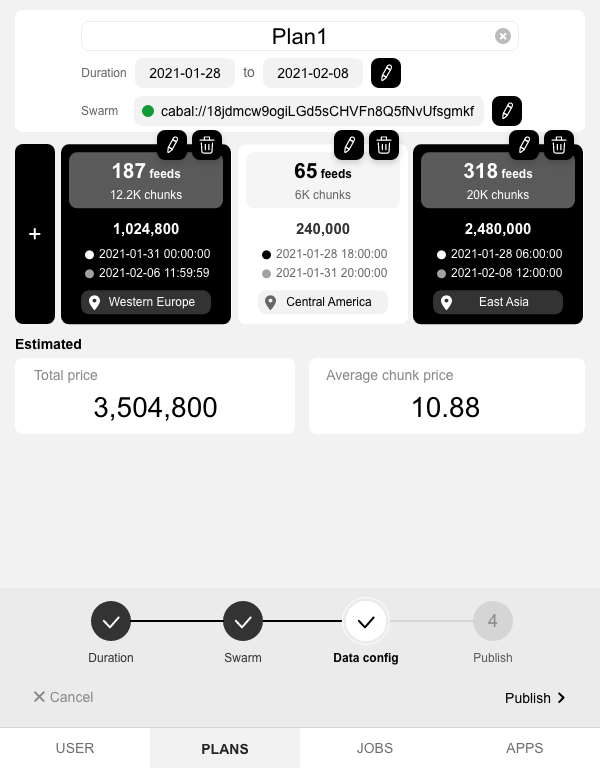 Plan1
Duration 2021-01-28 to 2021-02-08
Swarm cabal://18jdmcw9ogiLGd5sCHVFn8Q5fNvUfsgmkf
+
187 feeds
12.2K chunks
1,024,800
2021-01-31 00:00:00
2021-02-06 11:59:59
Western Europe
65 feeds
6K chunks
240,000
2021-01-28 18:00:00
2021-01-31 20:00:00
Central America
318 feeds
20K chunks
2,480,000
2021-01-28 06:00:00
2021-02-08 12:00:00
East Asia
Estimated
Total price
3,504,800
Average chunk price
10.88
4
Duration Swarm Data config Publish
Cancel Publish
USER PLANS JOBS APPS